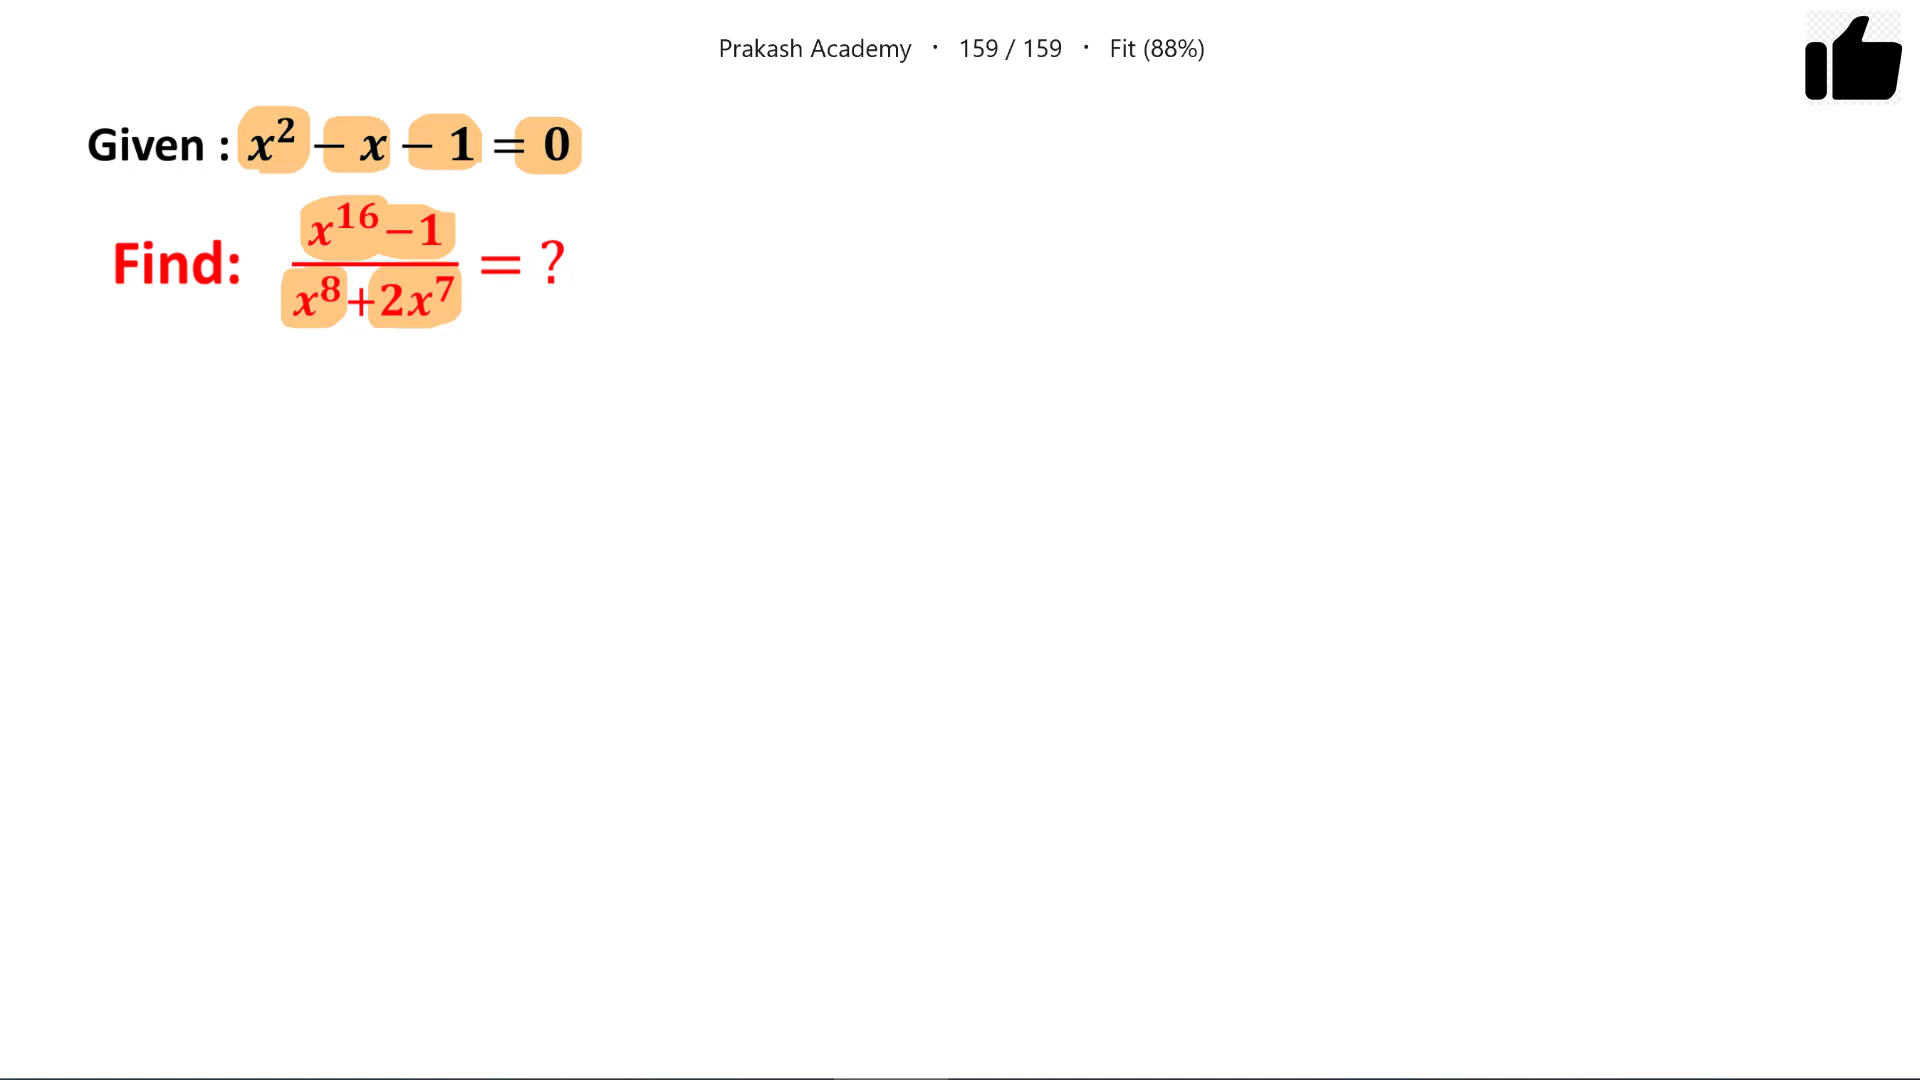 Prakash Academy · 159 / 159 · Fit (88%)
Given : x² − x − 1 = 0
Find: x¹⁶−1 / x⁸+2x⁷ = ?